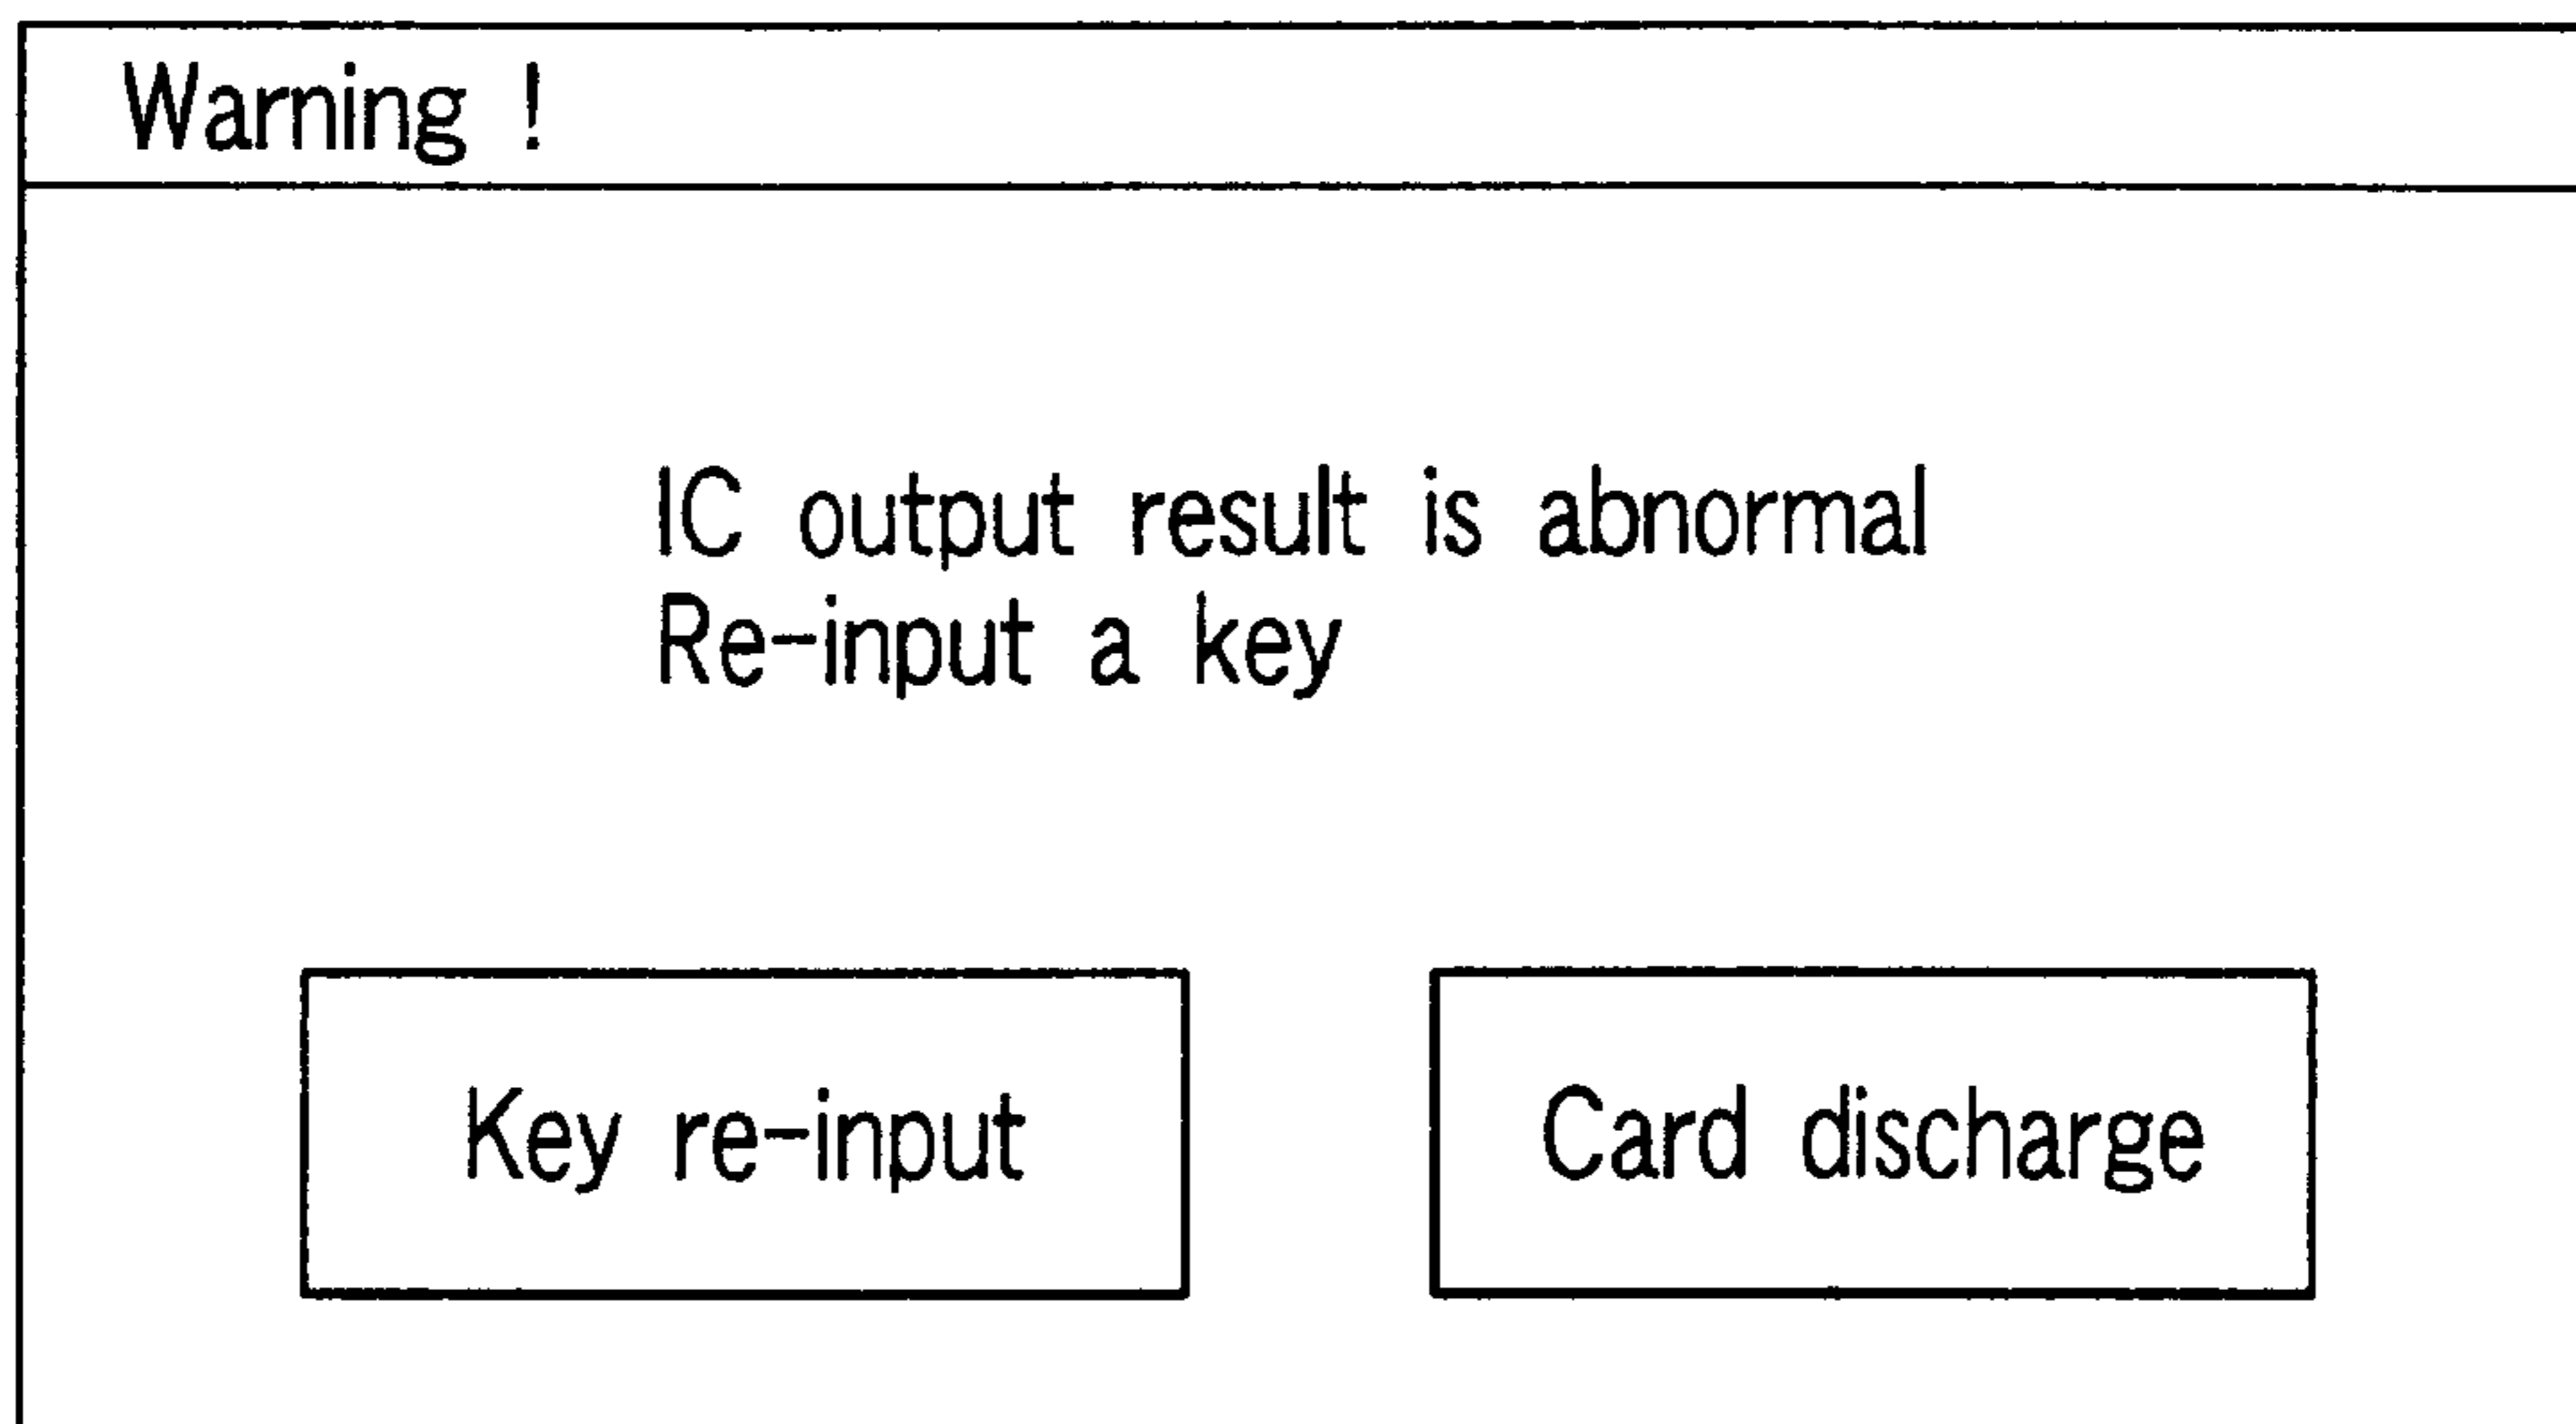 Warning !
IC output result is abnormal
Re-input a key
Key re-input
Card discharge